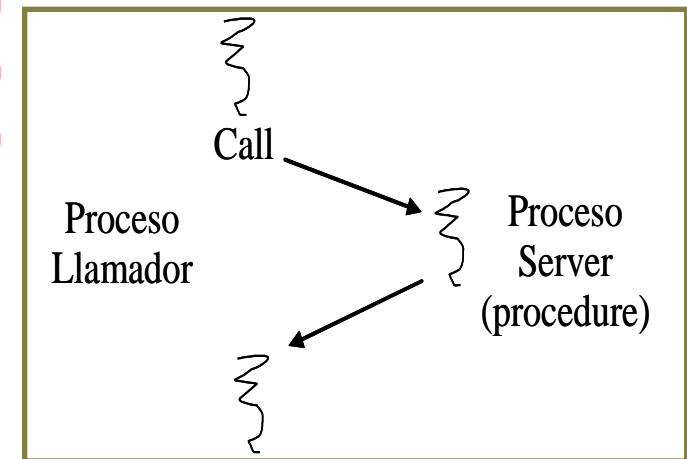 Call
Proceso
Llamador
Proceso
Server
(procedure)